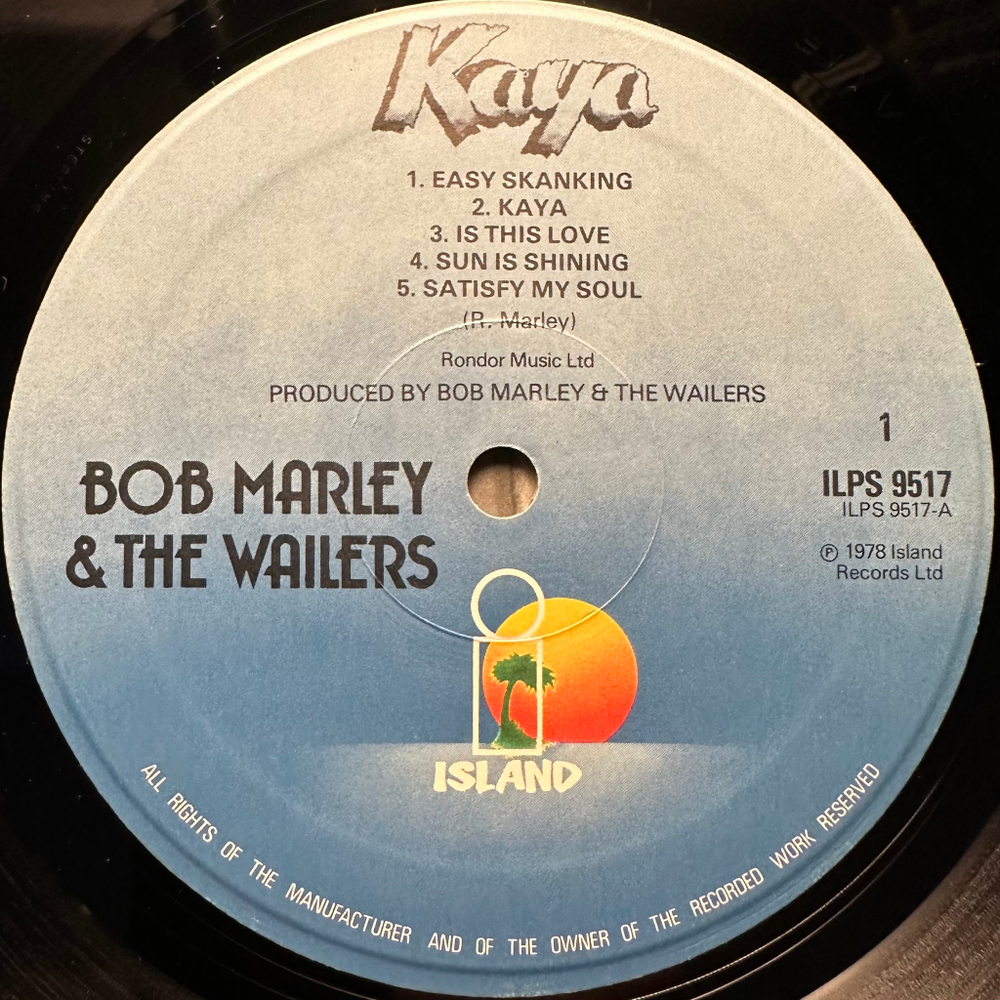 Kaya
1. EASY SKANKING
2. KAYA
3. IS THIS LOVE
4. SUN IS SHINING
5. SATISFY MY SOUL
(R. Marley)
Rondor Music Ltd
PRODUCED BY BOB MARLEY & THE WAILERS
1
BOB MARLEY
& THE WAILERS
ILPS 9517
ILPS 9517-A
℗ 1978 Island
Records Ltd
ISLAND
ALL RIGHTS OF THE MANUFACTURER AND OF THE OWNER OF THE RECORDED WORK RESERVED